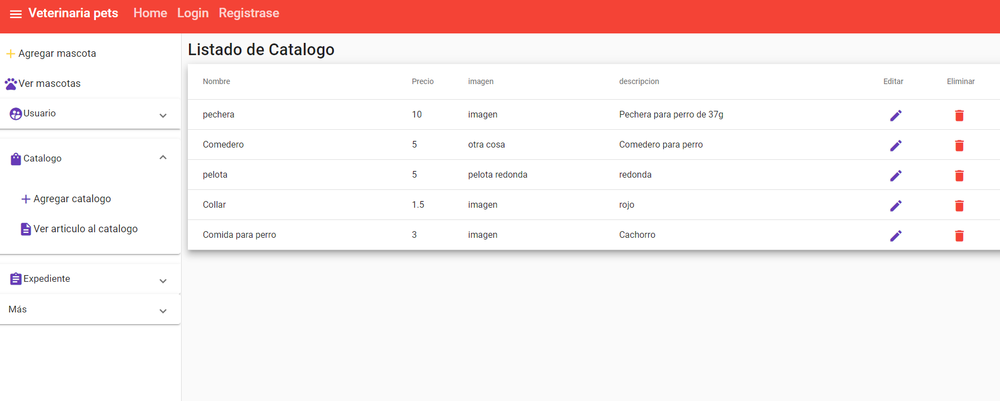 Veterinaria pets Home Login Registrase
Agregar mascota
Ver mascotas
Usuario
Catalogo
Agregar catalogo
Ver articulo al catalogo
Expediente
Más
Listado de Catalogo
Nombre Precio imagen descripcion Editar Eliminar
pechera 10 imagen Pechera para perro de 37g
Comedero 5 otra cosa Comedero para perro
pelota 5 pelota redonda redonda
Collar 1.5 imagen rojo
Comida para perro 3 imagen Cachorro